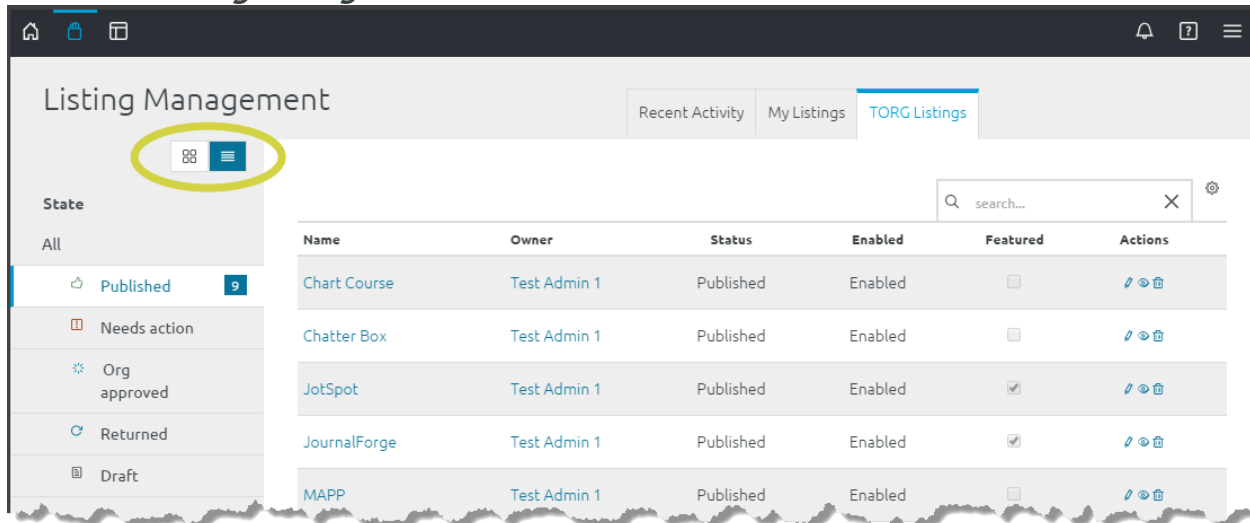 Listing Management
Recent Activity
My Listings
TORG Listings
search...
State
All
Published 9
Needs action
Org
approved
Returned
Draft
Name Owner Status Enabled Featured Actions
Chart Course Test Admin 1 Published Enabled
Chatter Box Test Admin 1 Published Enabled
JotSpot Test Admin 1 Published Enabled
JournalForge Test Admin 1 Published Enabled
MAPP Test Admin 1 Published Enabled